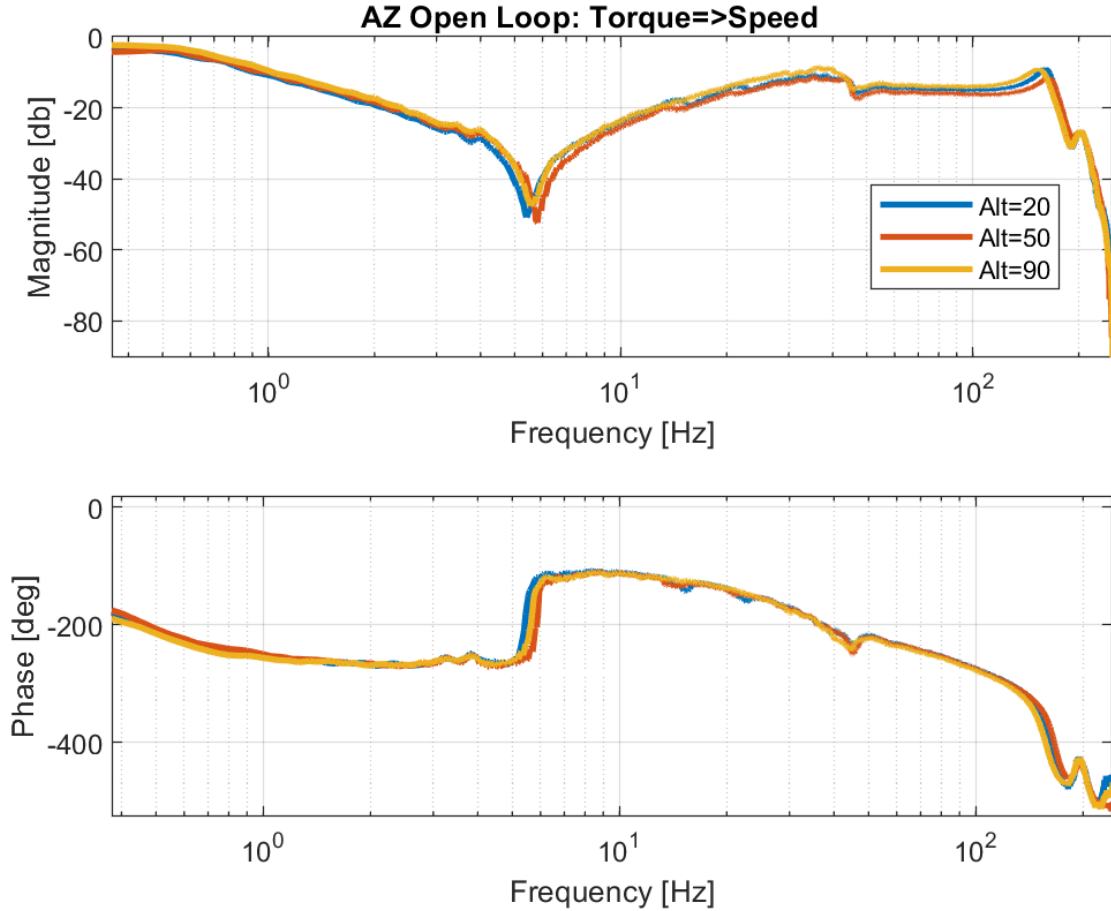 AZ Open Loop: Torque=>Speed
Magnitude [db]
0
-20
-40
-60
-80
10^0
10^1
10^2
Frequency [Hz]
Alt=20
Alt=50
Alt=90
Phase [deg]
0
-200
-400
10^0
10^1
10^2
Frequency [Hz]